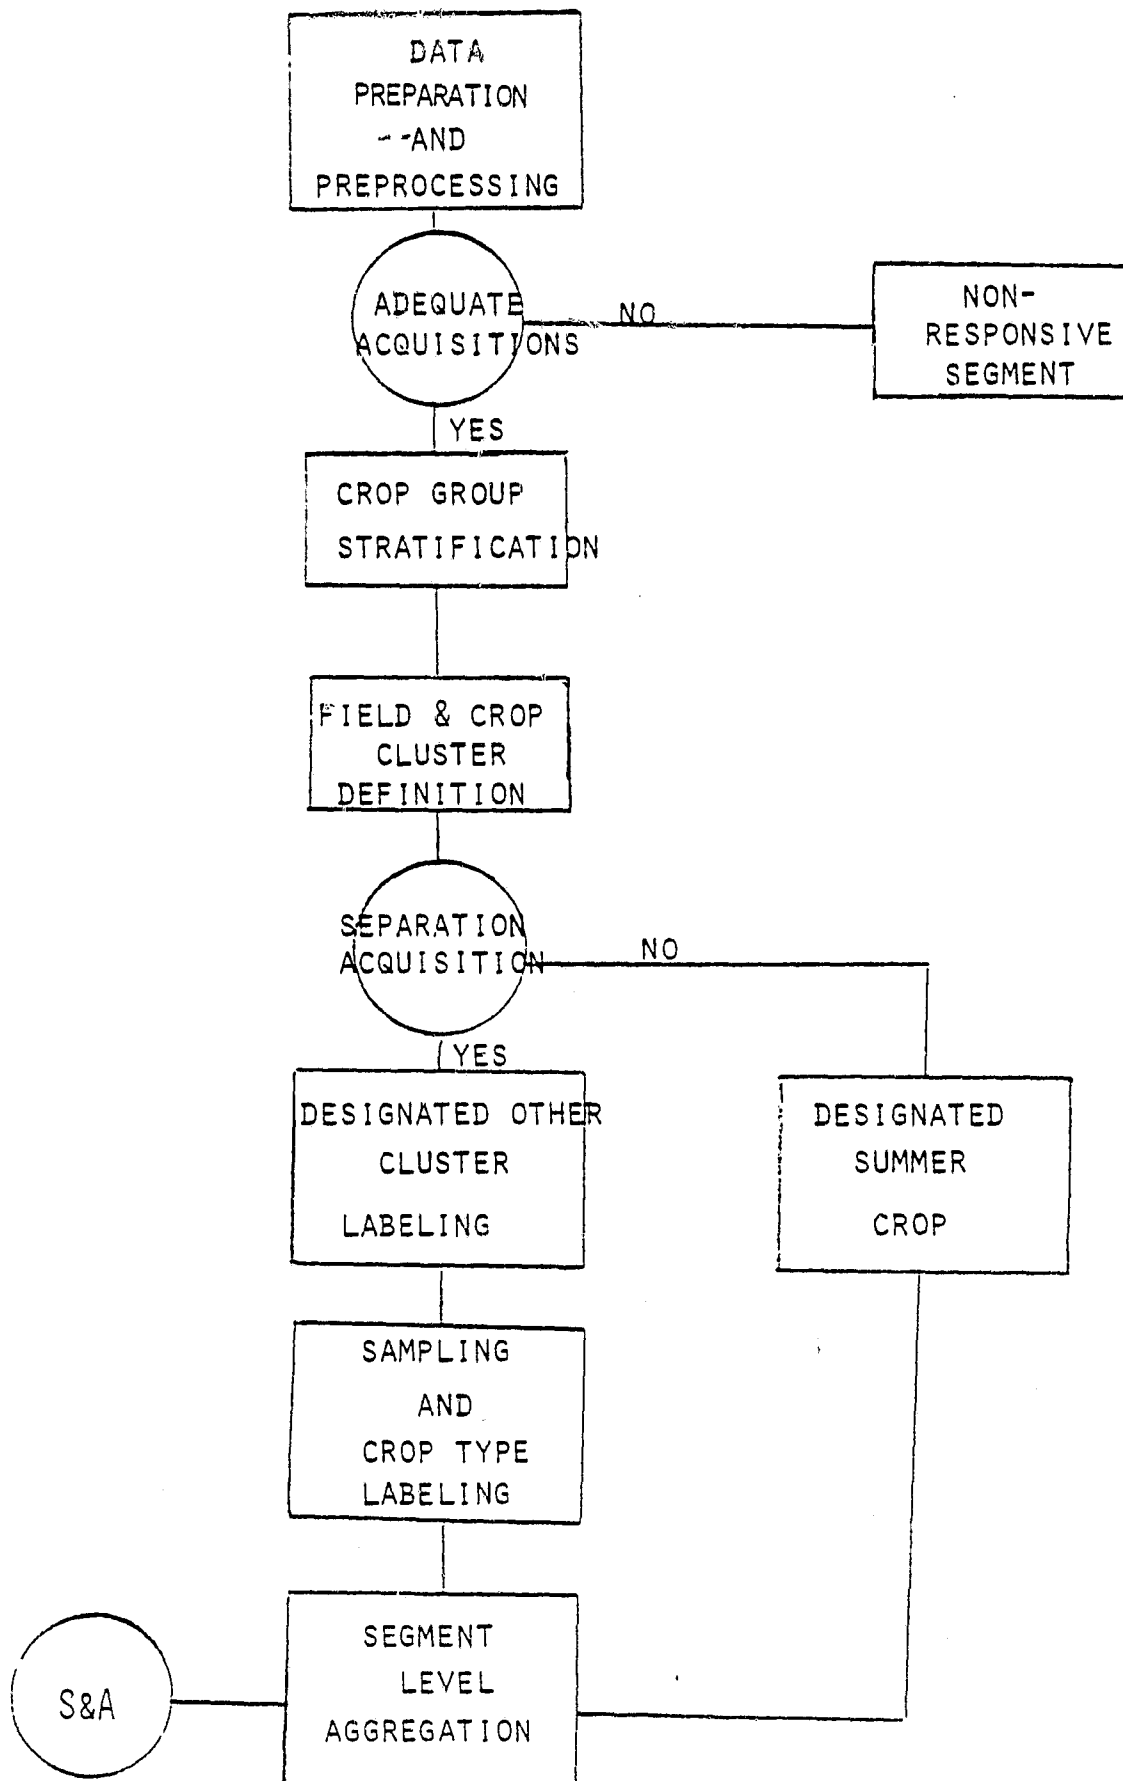 DATA
PREPARATION
--AND
PREPROCESSING
ADEQUATE
ACQUISITIONS
NO
NON-
RESPONSIVE
SEGMENT
YES
CROP GROUP
STRATIFICATION
FIELD & CROP
CLUSTER
DEFINITION
SEPARATION
ACQUISITION
NO
YES
DESIGNATED OTHER
CLUSTER
LABELING
DESIGNATED
SUMMER
CROP
SAMPLING
AND
CROP TYPE
LABELING
SEGMENT
LEVEL
AGGREGATION
S&A